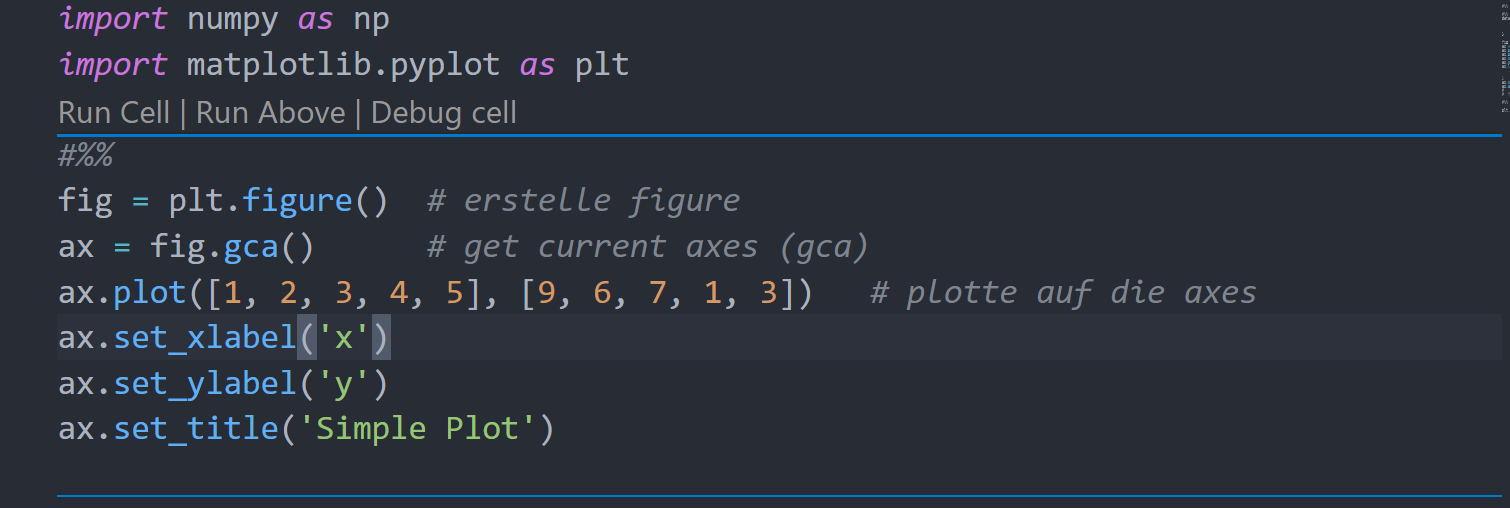 import numpy as np
import matplotlib.pyplot as plt
Run Cell | Run Above | Debug cell
#%%
fig = plt.figure()  # erstelle figure
ax = fig.gca()      # get current axes (gca)
ax.plot([1, 2, 3, 4, 5], [9, 6, 7, 1, 3])   # plotte auf die axes
ax.set_xlabel('x')
ax.set_ylabel('y')
ax.set_title('Simple Plot')